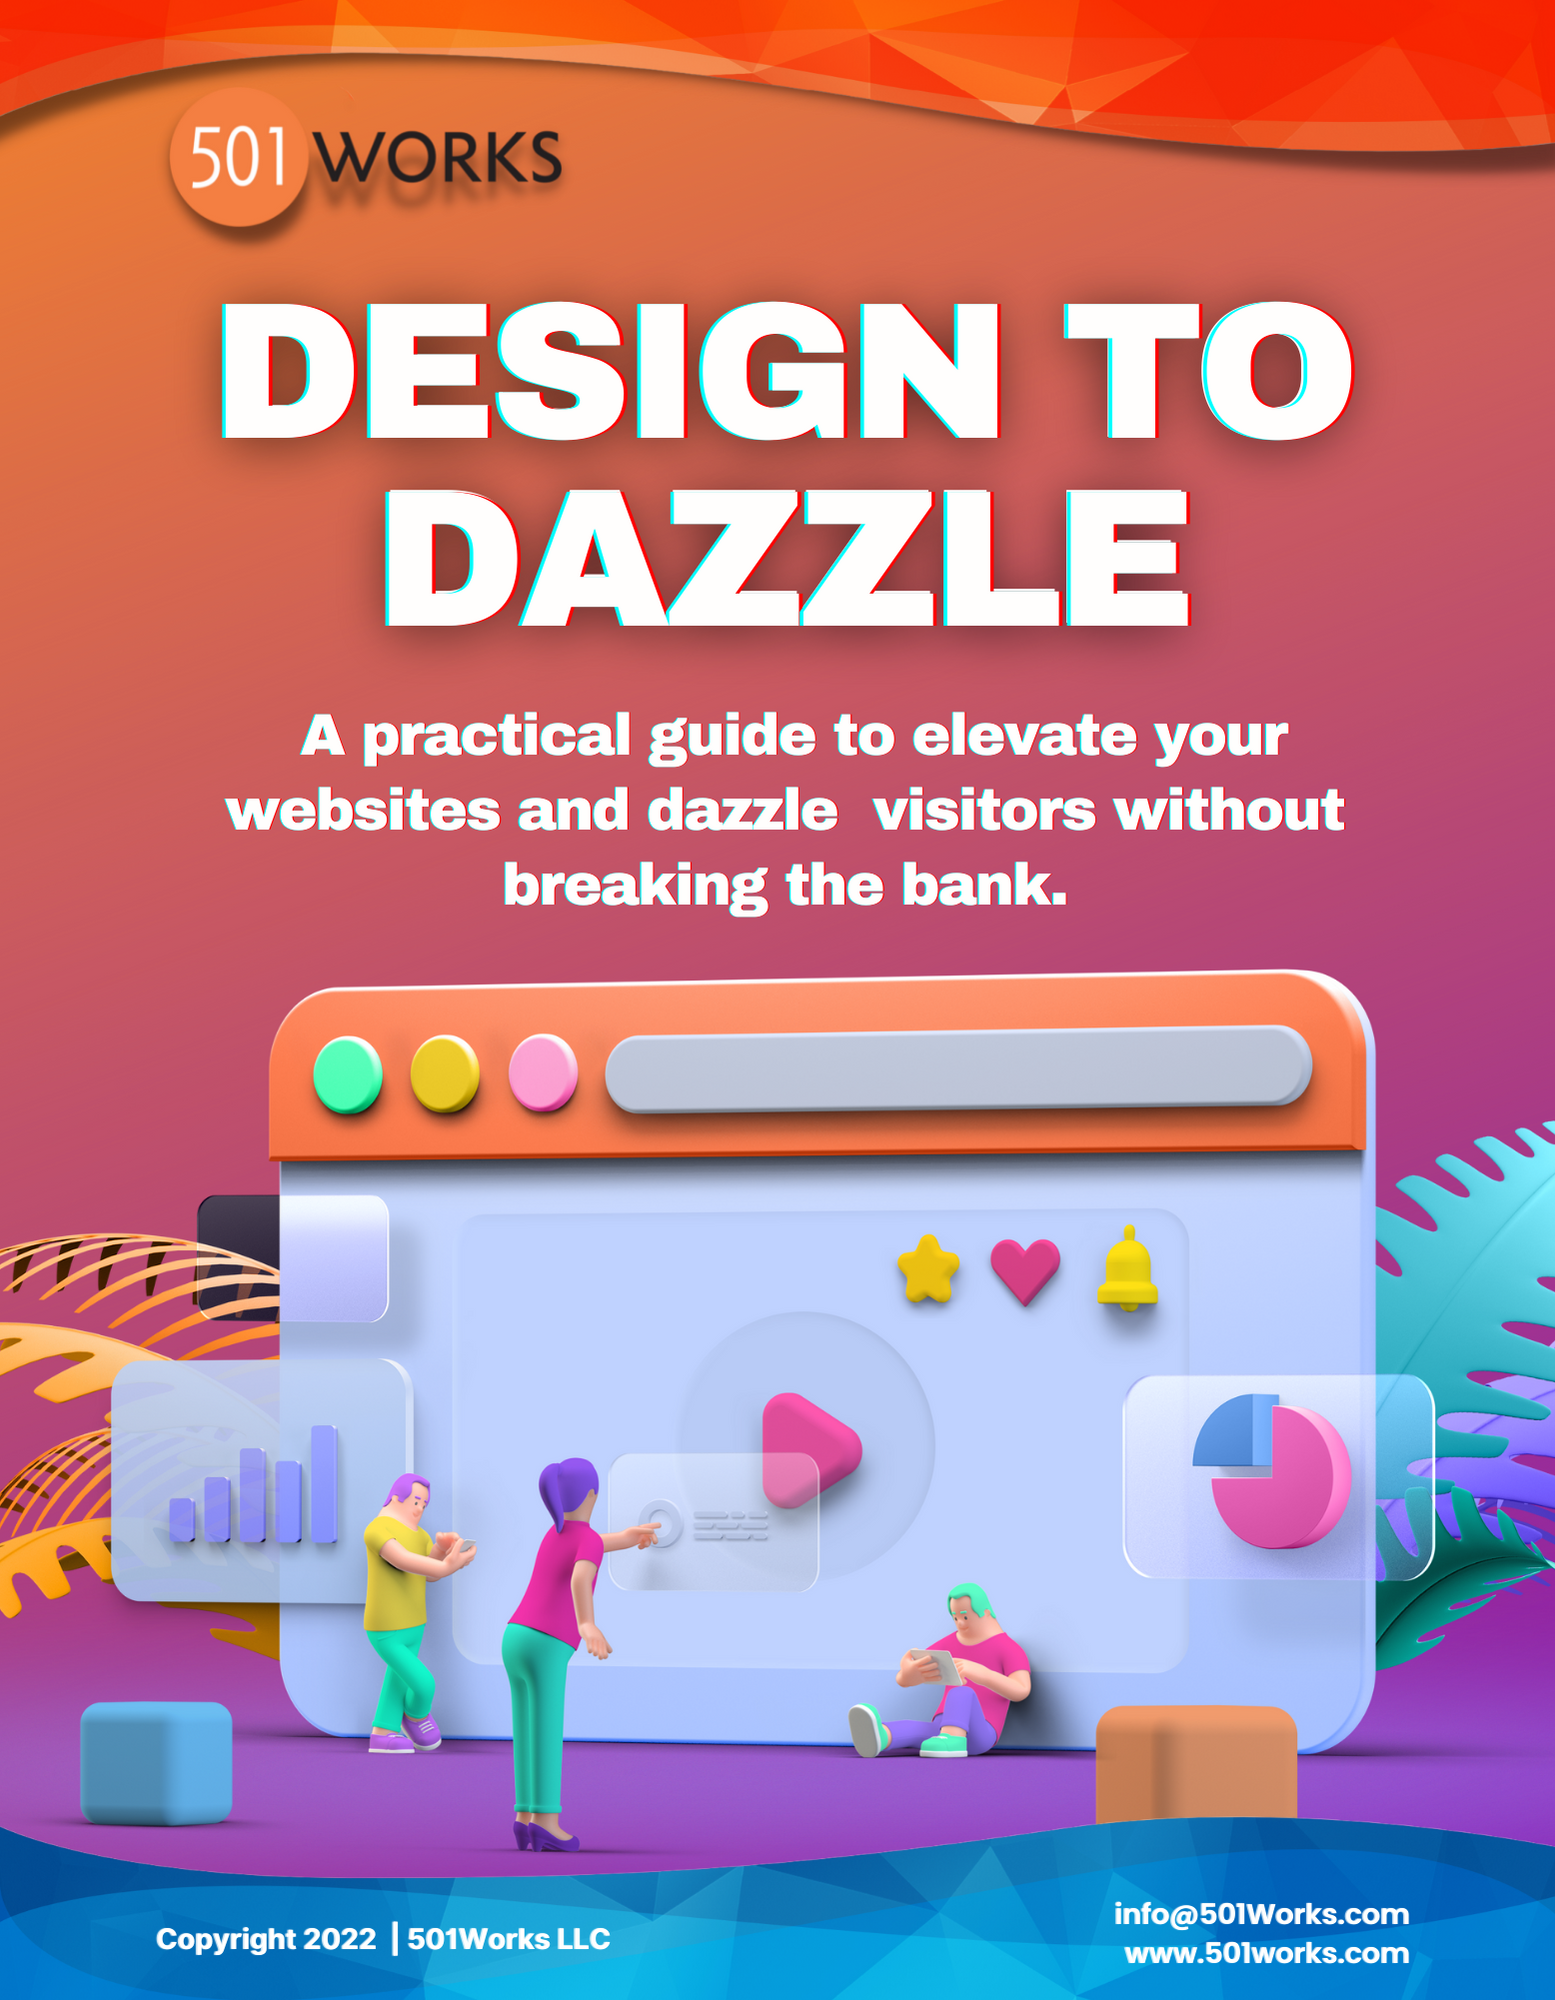 501 WORKS
DESIGN TO
DAZZLE
A practical guide to elevate your
websites and dazzle  visitors without
breaking the bank.
Copyright 2022 | 501Works LLC
info@501Works.com
www.501works.com